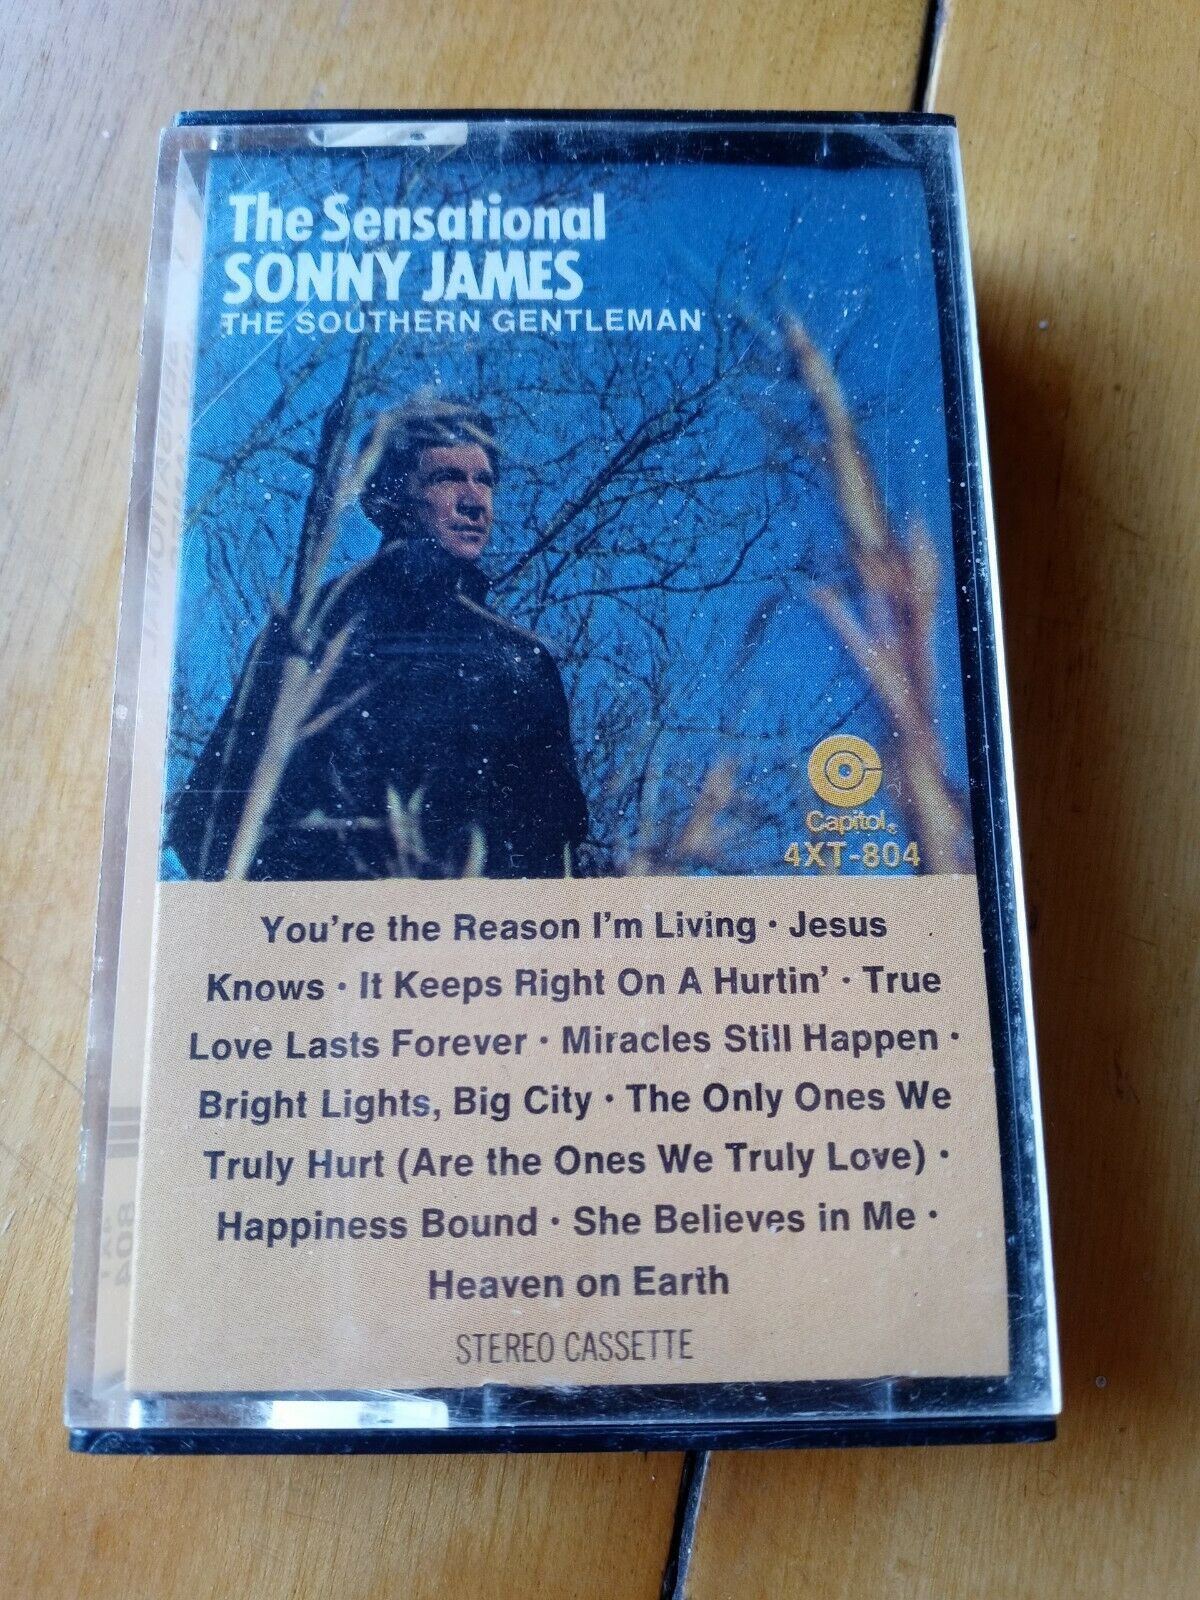 The Sensational
SONNY JAMES
THE SOUTHERN GENTLEMAN
Capitol®
4XT-804
You're the Reason I'm Living · Jesus
Knows · It Keeps Right On A Hurtin' · True
Love Lasts Forever · Miracles Still Happen ·
Bright Lights, Big City · The Only Ones We
Truly Hurt (Are the Ones We Truly Love) ·
Happiness Bound · She Believes in Me ·
Heaven on Earth
STEREO CASSETTE